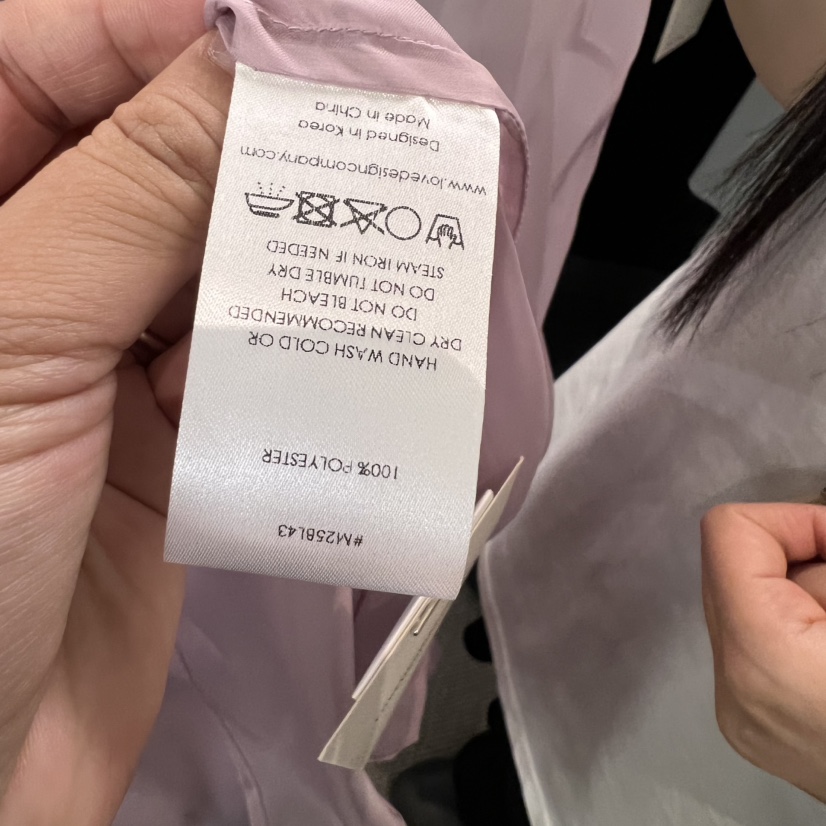 #M25BL43
100% POLYESTER
HAND WASH COLD OR
DRY CLEAN RECOMMENDED
DO NOT BLEACH
DO NOT TUMBLE DRY
STEAM IRON IF NEEDED
www.lovedesigncompany.com
Designed in Korea
Made in China